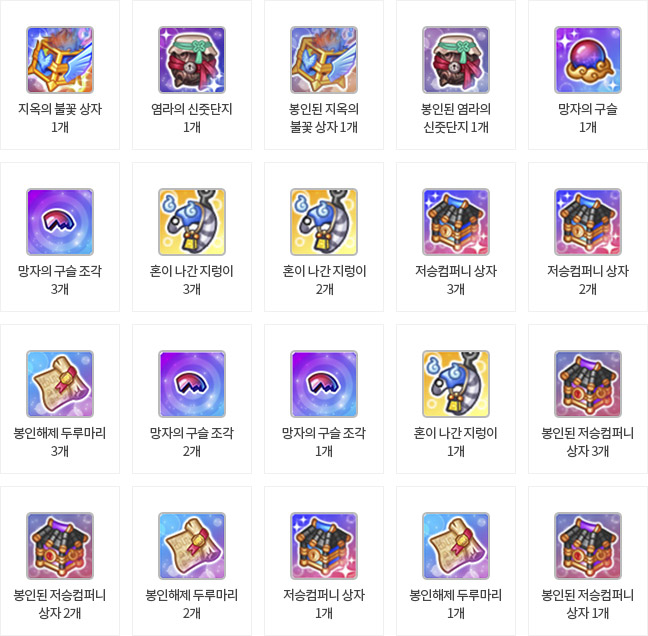 지옥의 불꽃 상자
1개
염라의 신줏단지
1개
봉인된 지옥의
불꽃 상자 1개
봉인된 염라의
신줏단지 1개
망자의 구슬
1개
망자의 구슬 조각
3개
혼이 나간 지렁이
3개
혼이 나간 지렁이
2개
저승컴퍼니 상자
3개
저승컴퍼니 상자
2개
봉인해제 두루마리
3개
망자의 구슬 조각
2개
망자의 구슬 조각
1개
혼이 나간 지렁이
1개
봉인된 저승컴퍼니
상자 3개
봉인된 저승컴퍼니
상자 2개
봉인해제 두루마리
2개
저승컴퍼니 상자
1개
봉인해제 두루마리
1개
봉인된 저승컴퍼니
상자 1개